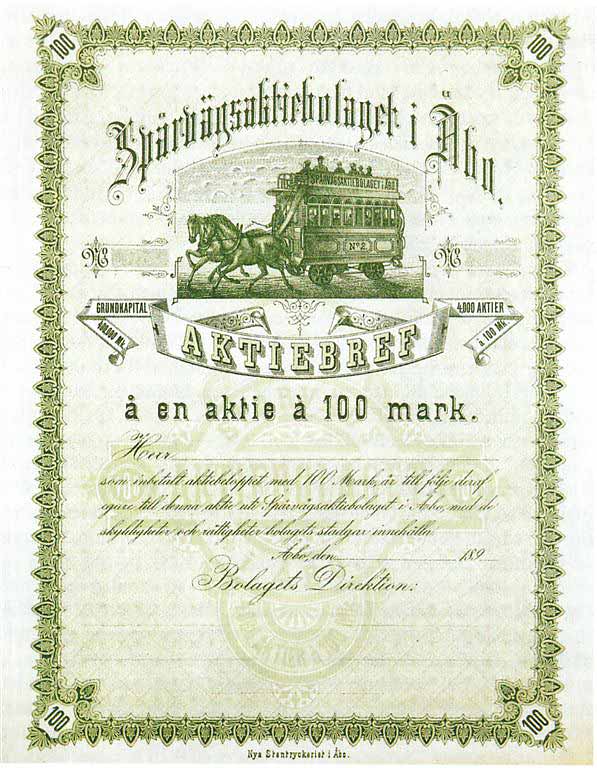 100 100
Spårvägsaktiebolaget i Åbo.
SPÅRVAGSAKTIEBOLAGET i ÅBO
No 2
No No
GRUNDKAPITAL
400,000 Mk.
4,000 AKTIER
à 100 Mk.
AKTIEBREF
å en aktie à 100 mark.
Herr
som inbetalt aktiebeloppet med 100 Mark, är till följe deraf
egare till denna aktie uti Spårvägsaktiebolaget i Åbo, med de
skyldigheter och rättigheter bolagets stadgar innehålla.
Åbo, den 189
Bolagets Direktion:
100 100
Nya Stentryckeriet i Åbo.